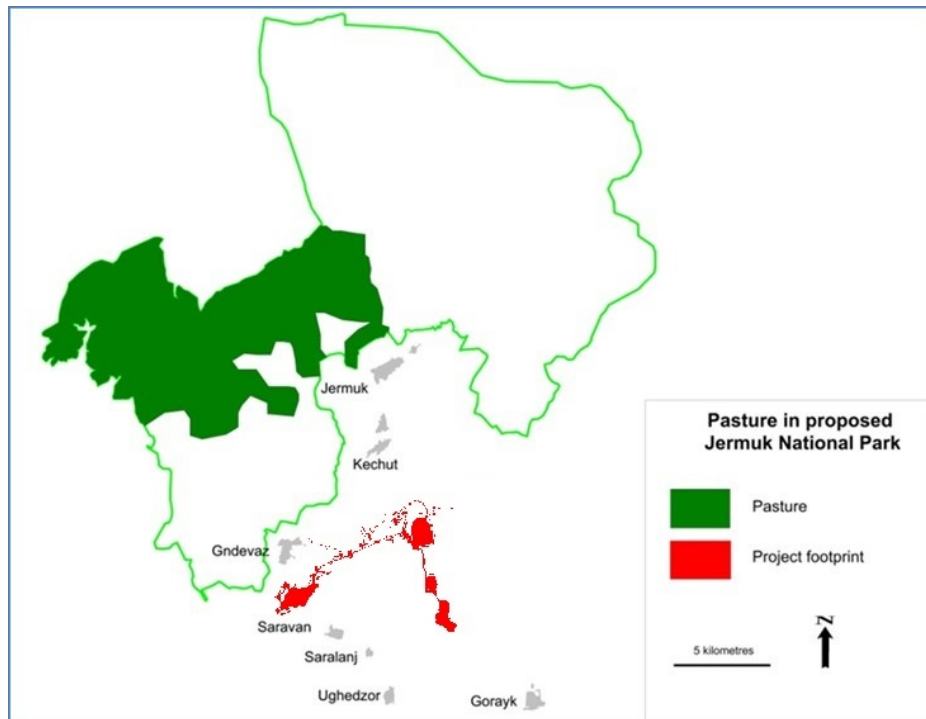 Jermuk
Kechut
Gndevaz
Saravan
Saralanj
Ughedzor
Gorayk
Pasture in proposed
Jermuk National Park
Pasture
Project footprint
5 kilometres
N